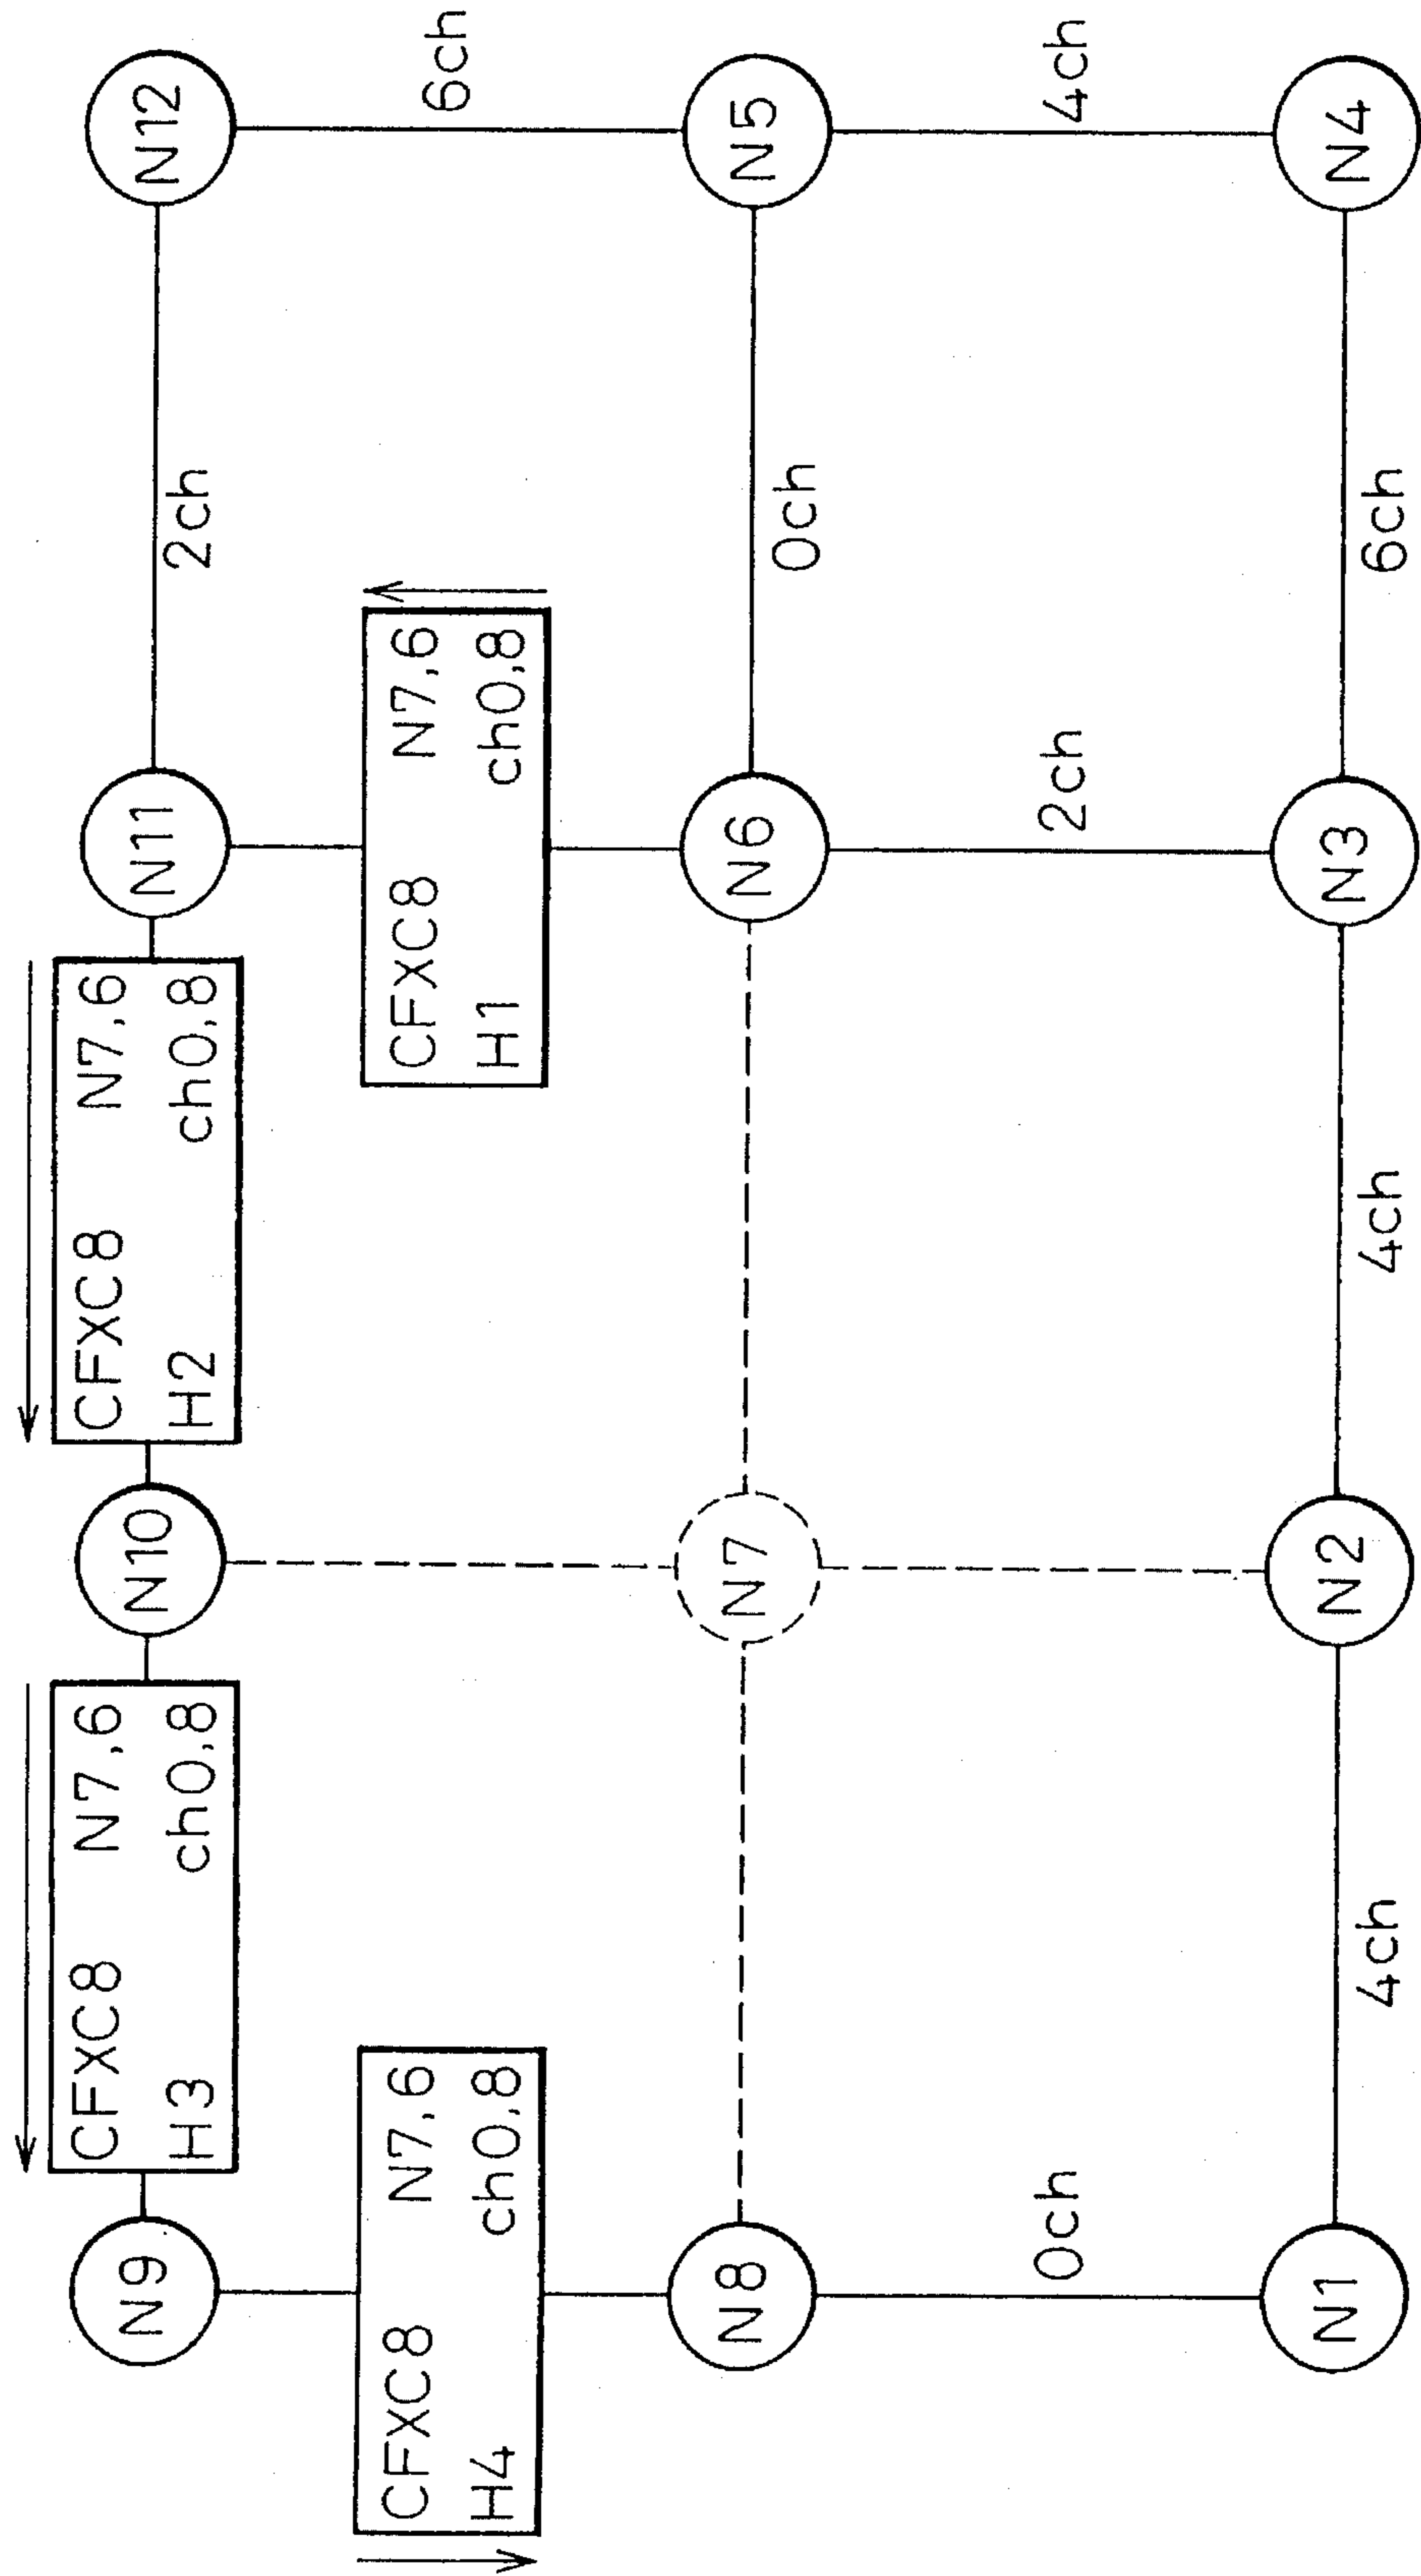 N9
CFXC8 N7,6
H3 ch0,8
N10
CFXC8 N7,6
H2 ch0,8
N11
2ch
N12
CFXC8 N7,6
H4 ch0,8
CFXC8 N7,6
H1 ch0,8
6ch
N8
N7
N6
0ch
N5
0ch
2ch
4ch
N1
4ch
N2
4ch
N3
6ch
N4